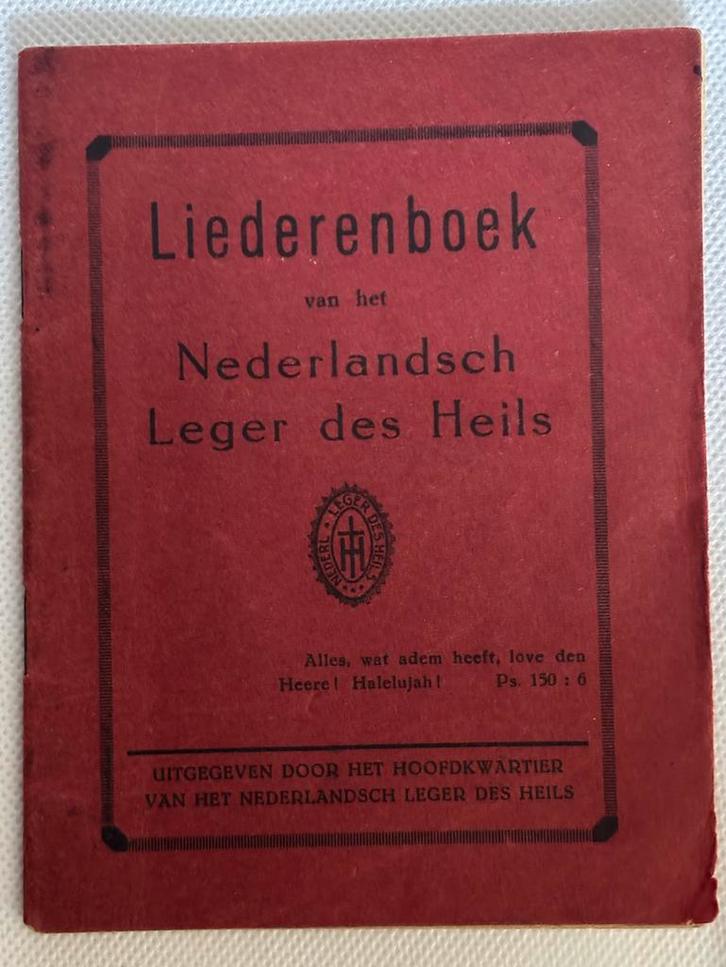 Liederenboek
van het
Nederlandsch
Leger des Heils
NEDERL * LEGER DES HEILS
Alles, wat adem heeft, love den
Heere! Halelujah! Ps. 150 : 6
UITGEGEVEN DOOR HET HOOFDKWARTIER
VAN HET NEDERLANDSCH LEGER DES HEILS